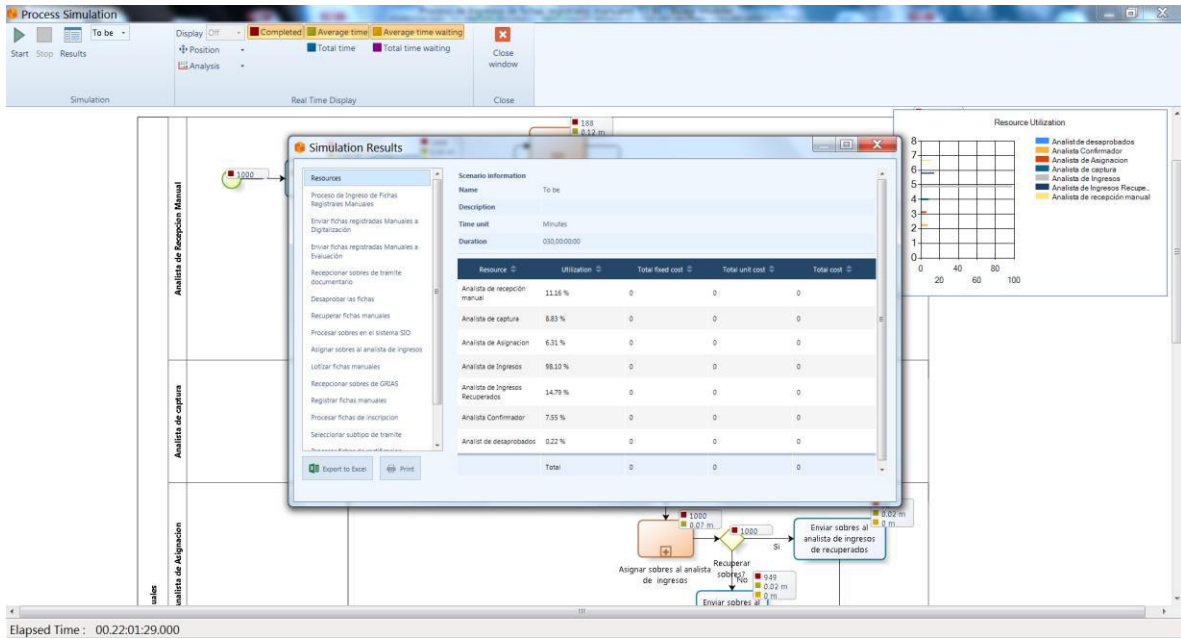 Process Simulation
To be
Start Stop Results
Simulation
Display Off
Position
Analysis
Completed Average time Average time waiting
Total time Total time waiting
Real Time Display
Close window
Close
188
0.12 m
1000
Analista de Recepcion Manual
Analista de captura
Simulation Results
Resources
Proceso de Ingreso de Fichas
Registrales Manuales
Enviar fichas registradas Manuales a
Digitalización
Enviar fichas registradas Manuales a
Evaluación
Recepcionar sobres de tramite
documentario
Desaprobar las fichas
Recuperar fichas manuales
Procesar sobres en el sistema SIO
Asignar sobres al analista de ingresos
Lotizar fichas manuales
Recepcionar sobres de GRIAS
Registrar fichas manuales
Procesar fichas de inscripcion
Seleccionar subtipo de tramite
Export to Excel Print
Scenario information
Name To be
Description
Time unit Minutes
Duration 030,00:00:00
Resource Utilization Total fixed cost Total unit cost Total cost
Analista de recepción
manual 11.16 % 0 0 0
Analista de captura 8.83 % 0 0 0
Analista de Asignacion 6.31 % 0 0 0
Analista de Ingresos 98.10 % 0 0 0
Analista de Ingresos
Recuperados 14.79 % 0 0 0
Analista Confirmador 7.55 % 0 0 0
Analist de desaprobados 0.22 % 0 0 0
Total 0 0 0
Resource Utilization
8
7
6
5
4
3
2
1
0
0 40 80
20 60 100
Analist de desaprobados
Analista Confirmador
Analista de Asignacion
Analista de captura
Analista de Ingresos
Analista de Ingresos Recupe..
Analista de recepción manual
1000
0.07 m
Asignar sobres al analista
de ingresos
1000
Recuperar
sobres?
Si
No
949
0.02 m
0 m
0.02 m
0 m
Enviar sobres al
analista de ingresos
de recuperados
Enviar sobres al
Elapsed Time : 00.22:01:29.000